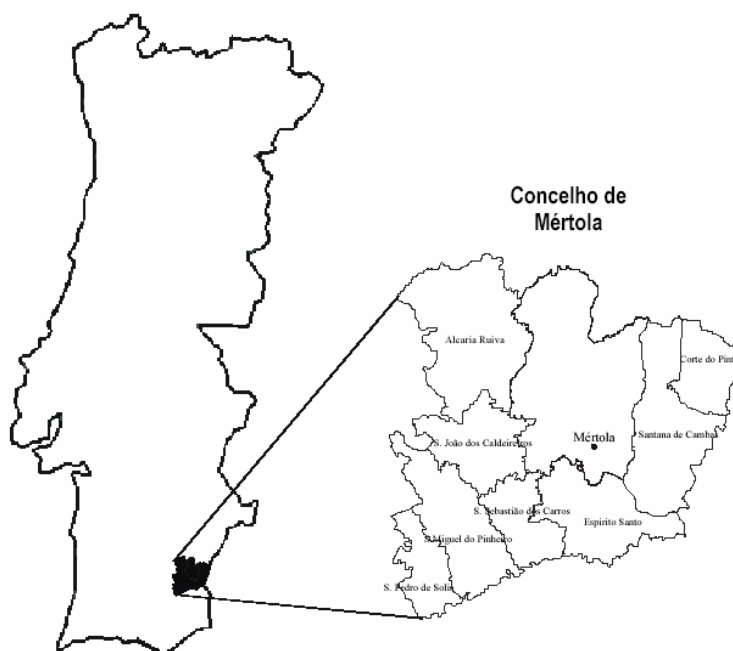 Concelho de
Mértola
Alcaria Ruiva
Corte do Pint
S. João dos Caldeireiros
Mértola
Santana de Cambas
S. Sebastião dos Carros
Espirito Santo
S.Miguel do Pinheiro
S. Pedro de Solis